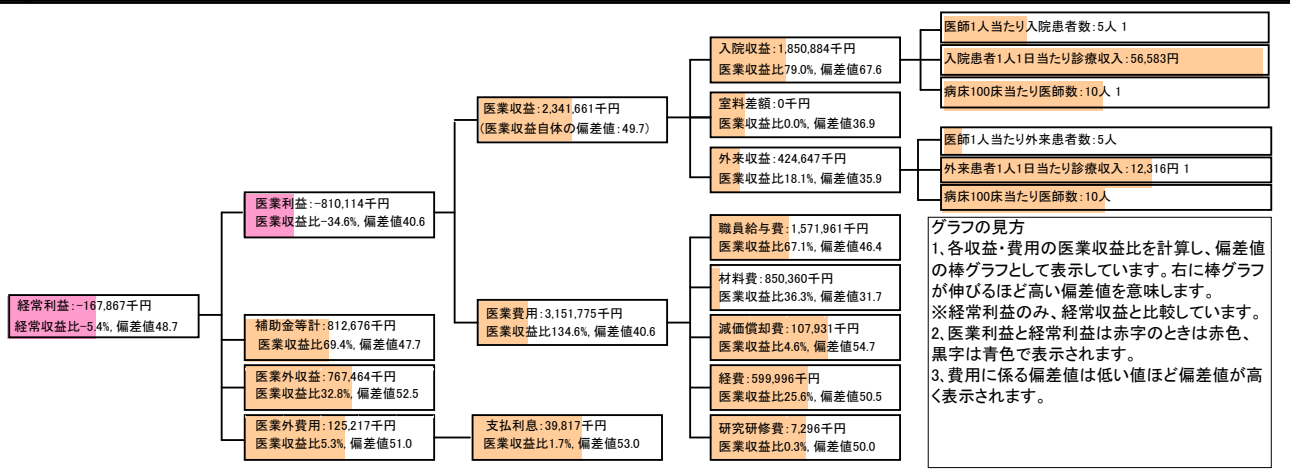 経常利益:-167,867千円
経常収益比-5.4%, 偏差値48.7
医業利益:-810,114千円
医業収益比-34.6%, 偏差値40.6
補助金等計:812,676千円
医業収益比69.4%, 偏差値47.7
医業外収益:767,464千円
医業収益比32.8%, 偏差値52.5
医業外費用:125,217千円
医業収益比5.3%, 偏差値51.0
医業収益:2,341,661千円
(医業収益自体の偏差値:49.7)
医業費用:3,151,775千円
医業収益比134.6%, 偏差値40.6
支払利息:39,817千円
医業収益比1.7%, 偏差値53.0
入院収益:1,850,884千円
医業収益比79.0%, 偏差値67.6
室料差額:0千円
医業収益比0.0%, 偏差値36.9
外来収益:424,647千円
医業収益比18.1%, 偏差値35.9
職員給与費:1,571,961千円
医業収益比67.1%, 偏差値46.4
材料費:850,360千円
医業収益比36.3%, 偏差値31.7
減価償却費:107,931千円
医業収益比4.6%, 偏差値54.7
経費:599,996千円
医業収益比25.6%, 偏差値50.5
研究研修費:7,296千円
医業収益比0.3%, 偏差値50.0
医師1人当たり入院患者数:5人 1
入院患者1人1日当たり診療収入:56,583円
病床100床当たり医師数:10人 1
医師1人当たり外来患者数:5人
外来患者1人1日当たり診療収入:12,316円 1
病床100床当たり医師数:10人
グラフの見方
1、各収益・費用の医業収益比を計算し、偏差値
の棒グラフとして表示しています。右に棒グラフ
が伸びるほど高い偏差値を意味します。
※経常利益のみ、経常収益と比較しています。
2、医業利益と経常利益は赤字のときは赤色、
黒字は青色で表示されます。
3、費用に係る偏差値は低い値ほど偏差値が高
く表示されます。